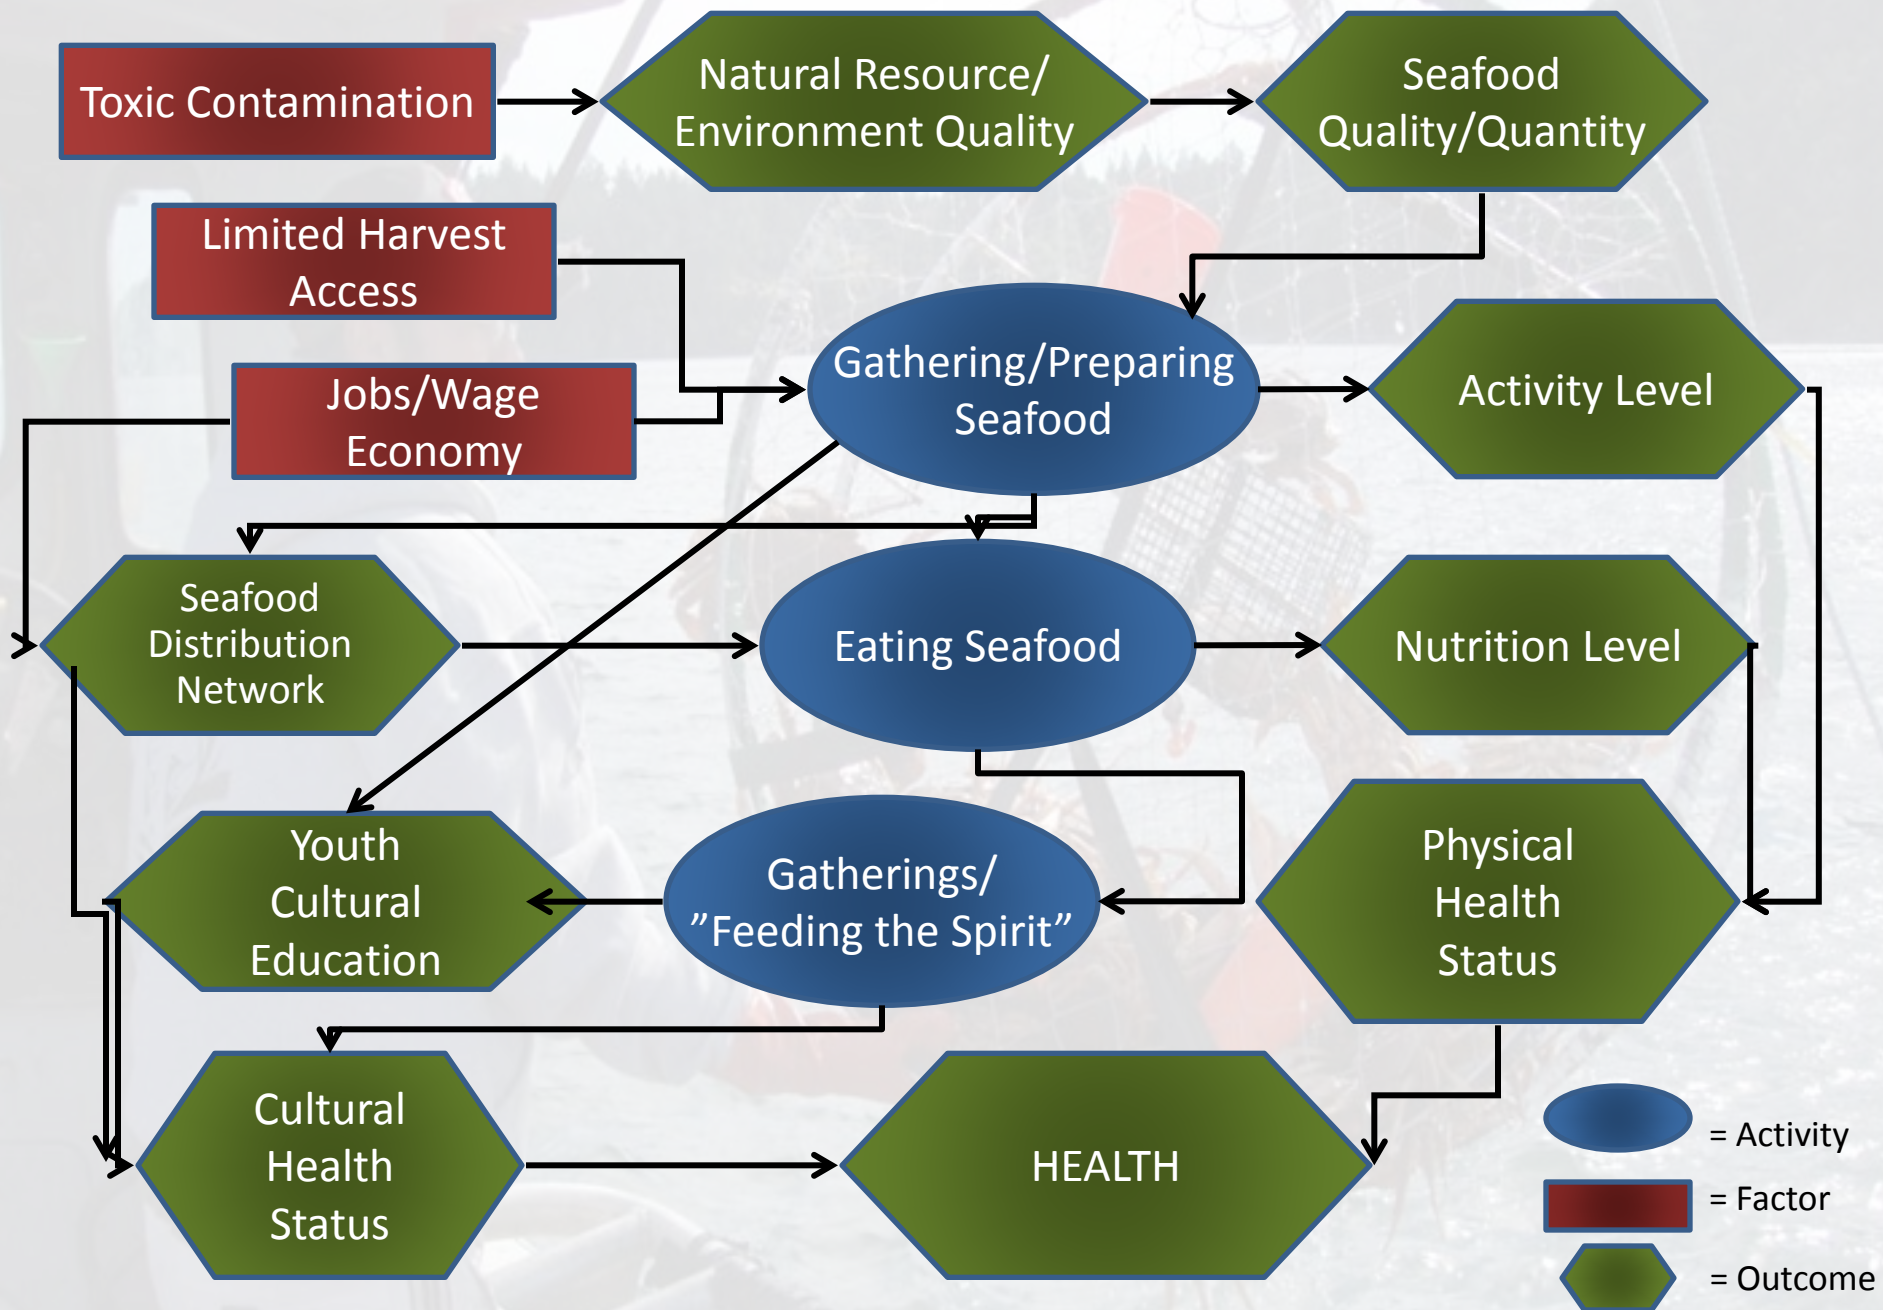 Toxic Contamination
Natural Resource/
Environment Quality
Seafood
Quality/Quantity
Limited Harvest
Access
Jobs/Wage
Economy
Gathering/Preparing
Seafood
Activity Level
Seafood
Distribution
Network
Eating Seafood
Nutrition Level
Youth
Cultural
Education
Gatherings/
”Feeding the Spirit”
Physical
Health
Status
Cultural
Health
Status
HEALTH
= Activity
= Factor
= Outcome